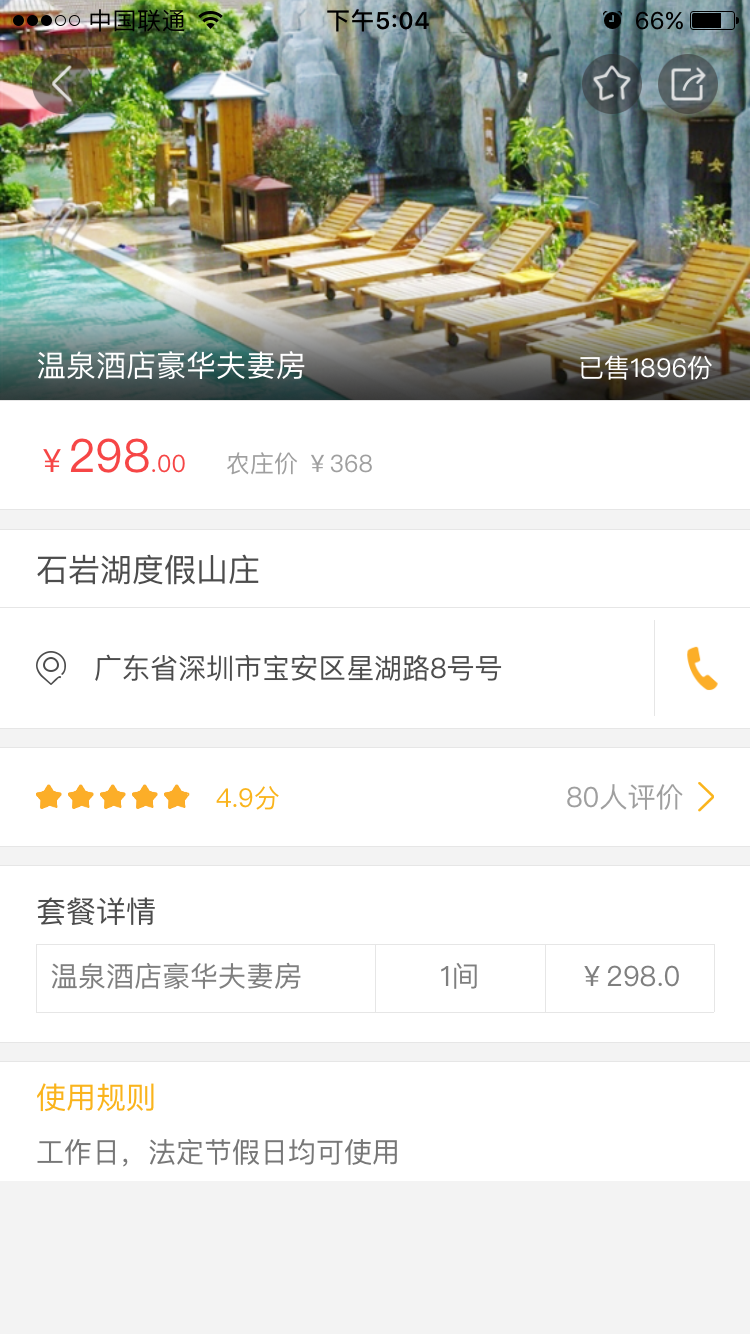 中国联通 下午5:04 66%
落女
温泉酒店豪华夫妻房 已售1896份
¥298.00 农庄价 ¥368
石岩湖度假山庄
广东省深圳市宝安区星湖路8号号
4.9分 80人评价
套餐详情
温泉酒店豪华夫妻房 1间 ¥298.0
使用规则
工作日，法定节假日均可使用